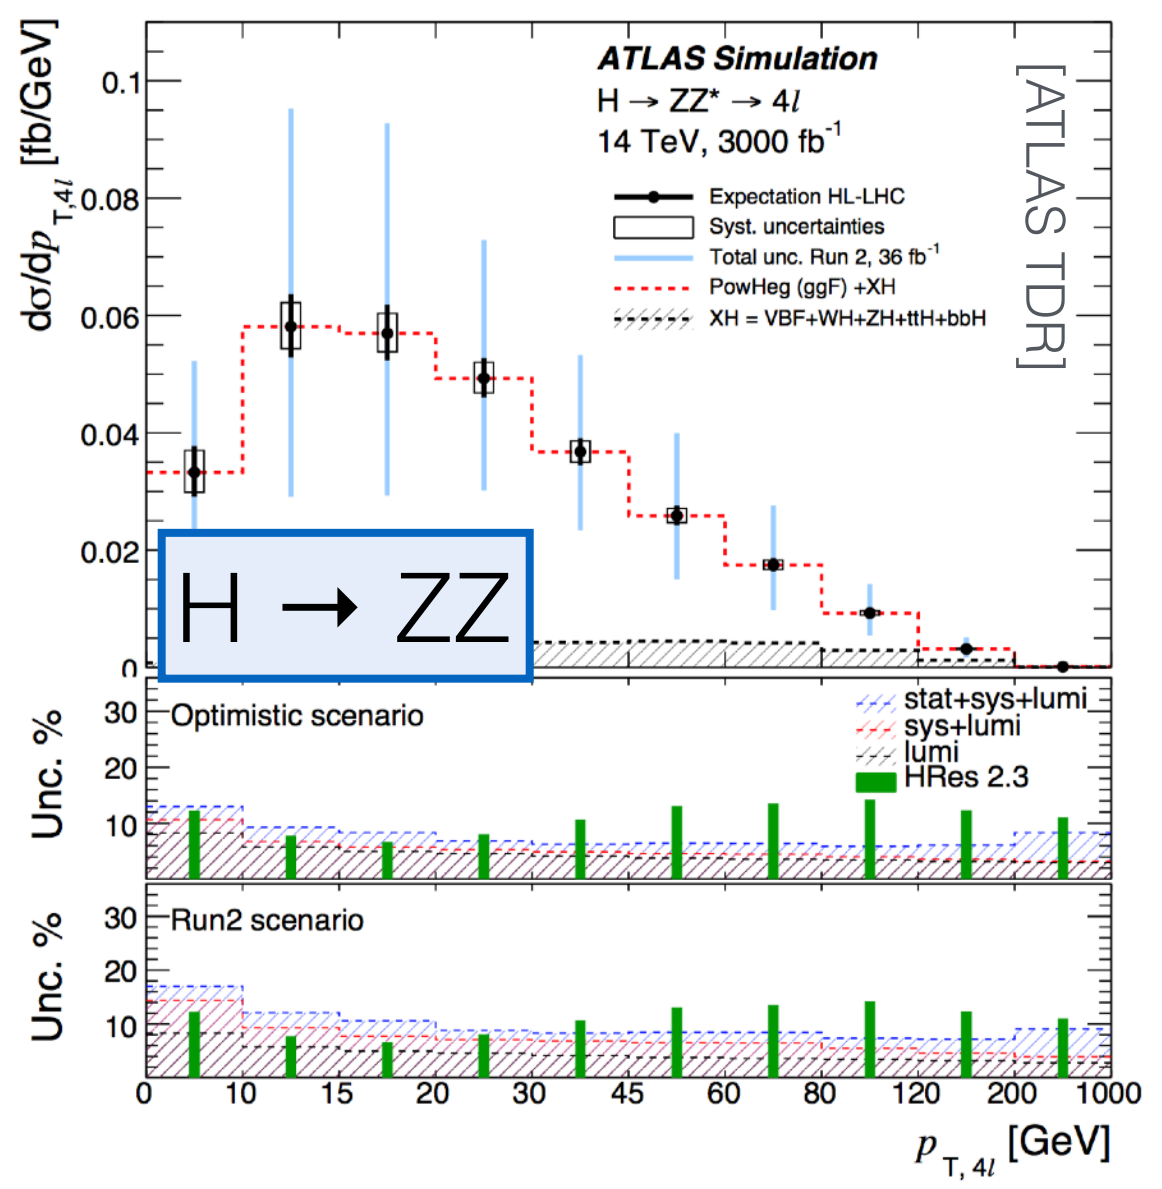 ATLAS Simulation
H → ZZ* → 4l
14 TeV, 3000 fb⁻¹
[ATLAS TDR]
Expectation HL-LHC
Syst. uncertainties
Total unc. Run 2, 36 fb⁻¹
PowHeg (ggF) +XH
XH = VBF+WH+ZH+ttH+bbH
dσ/dp T,4l [fb/GeV]
0.1
0.08
0.06
0.04
0.02
0
H → ZZ
Unc. %
30
20
10
Optimistic scenario
stat+sys+lumi
sys+lumi
lumi
HRes 2.3
Unc. %
30
20
10
Run2 scenario
0 10 15 20 30 45 60 80 120 200 1000
p T, 4l [GeV]